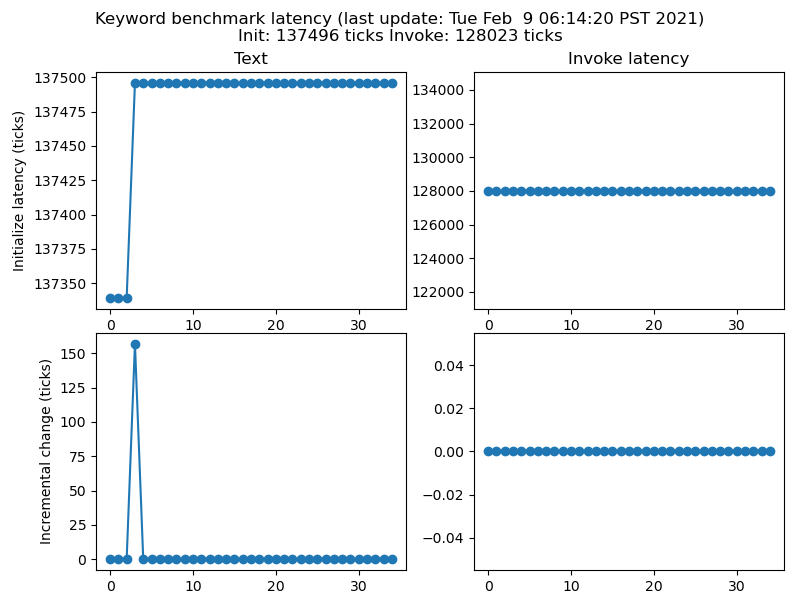 Keyword benchmark latency (last update: Tue Feb  9 06:14:20 PST 2021)
Init: 137496 ticks Invoke: 128023 ticks
Text
Initialize latency (ticks)
137500
137475
137450
137425
137400
137375
137350
0 10 20 30
Invoke latency
134000
132000
130000
128000
126000
124000
122000
0 10 20 30
Incremental change (ticks)
150
125
100
75
50
25
0
0 10 20 30
0.04
0.02
0.00
−0.02
−0.04
0 10 20 30